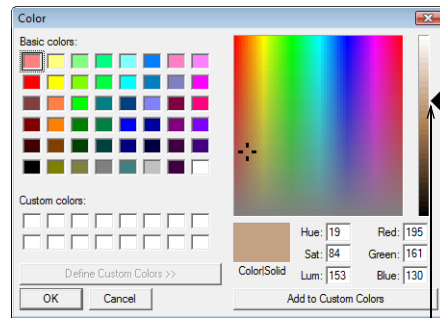 Color
Basic colors:
Custom colors:
Define Custom Colors >>
OK Cancel
Color|Solid
Hue: 19 Red: 195
Sat: 84 Green: 161
Lum: 153 Blue: 130
Add to Custom Colors